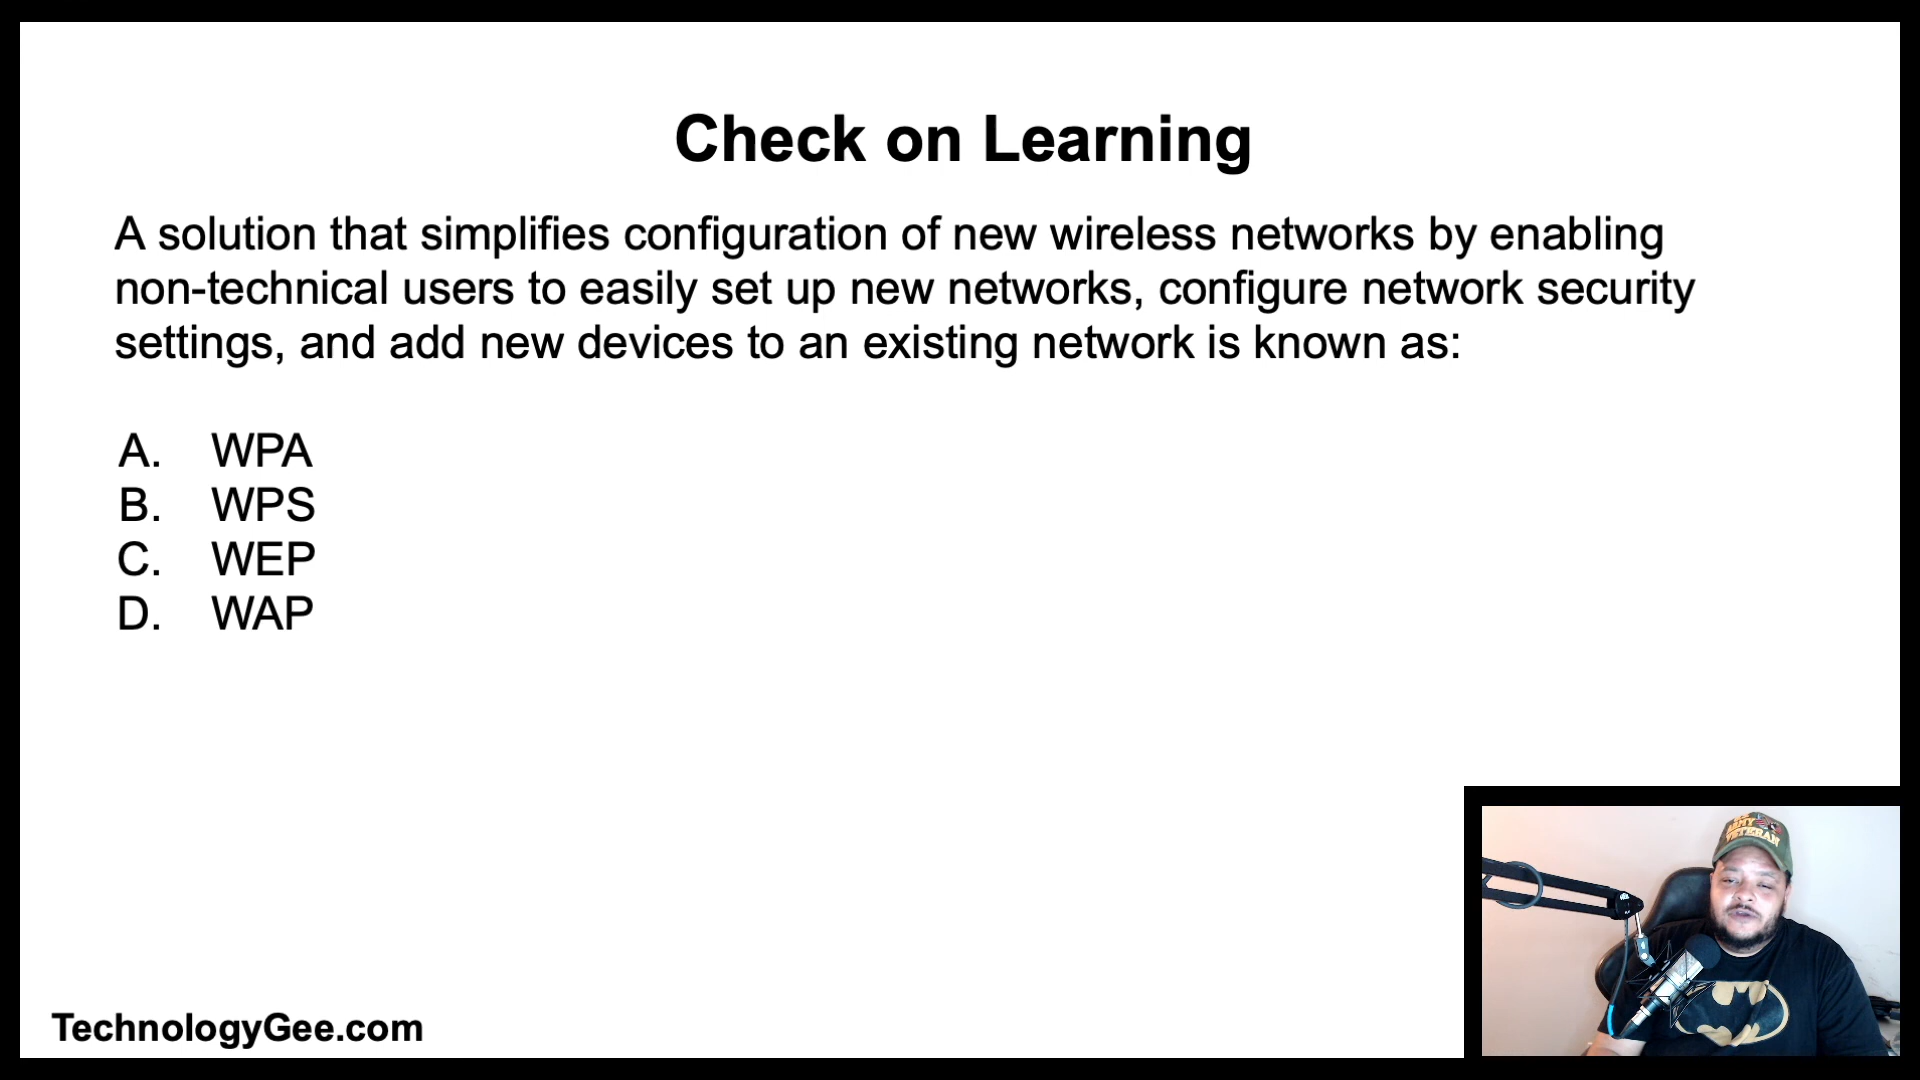 Check on Learning
A solution that simplifies configuration of new wireless networks by enabling
non-technical users to easily set up new networks, configure network security
settings, and add new devices to an existing network is known as:
A. WPA
B. WPS
C. WEP
D. WAP
ARMY
VETERAN
TechnologyGee.com